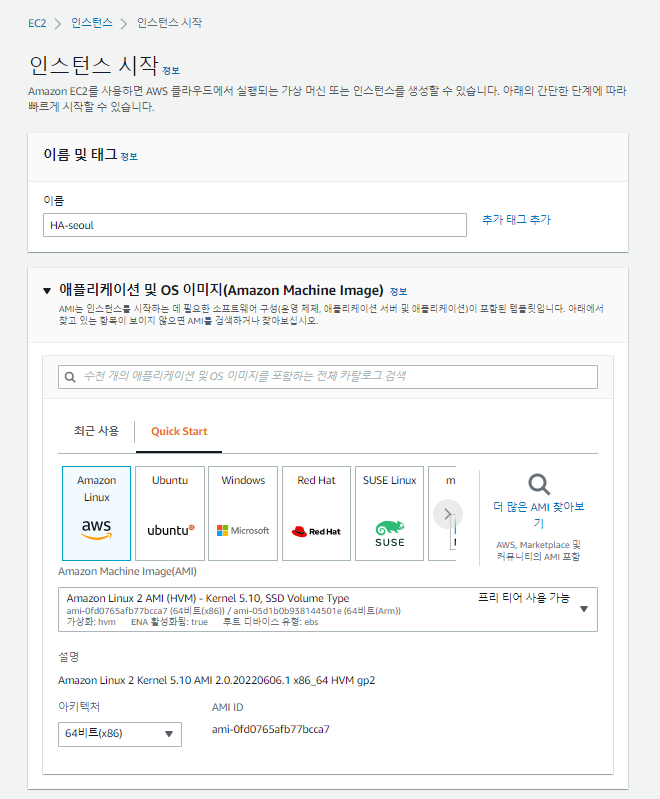 EC2 > 인스턴스 > 인스턴스 시작
인스턴스 시작 정보
Amazon EC2를 사용하면 AWS 클라우드에서 실행되는 가상 머신 또는 인스턴스를 생성할 수 있습니다. 아래의 간단한 단계에 따라
빠르게 시작할 수 있습니다.
이름 및 태그 정보
이름
HA-seoul
추가 태그 추가
애플리케이션 및 OS 이미지(Amazon Machine Image) 정보
AMI는 인스턴스를 시작하는 데 필요한 소프트웨어 구성(운영 체제, 애플리케이션 서버 및 애플리케이션)이 포함된 템플릿입니다. 아래에서
찾고 있는 항목이 보이지 않으면 AMI를 검색하거나 찾아보십시오.
수천 개의 애플리케이션 및 OS 이미지를 포함하는 전체 카탈로그 검색
최근 사용
Quick Start
Amazon
Linux
aws
Ubuntu
ubuntu
Windows
Microsoft
Red Hat
Red Hat
SUSE Linux
SUSE
m
더 많은 AMI 찾아보
기
AWS, Marketplace 및
커뮤니티의 AMI 포함
Amazon Machine Image(AMI)
Amazon Linux 2 AMI (HVM) - Kernel 5.10, SSD Volume Type
프리 티어 사용 가능
ami-0fd0765afb77bcca7 (64비트(x86)) / ami-05d1b0b938144501e (64비트(Arm))
가상화: hvm ENA 활성화됨: true 루트 디바이스 유형: ebs
설명
Amazon Linux 2 Kernel 5.10 AMI 2.0.20220606.1 x86_64 HVM gp2
아키텍처
AMI ID
64비트(x86)
ami-0fd0765afb77bcca7